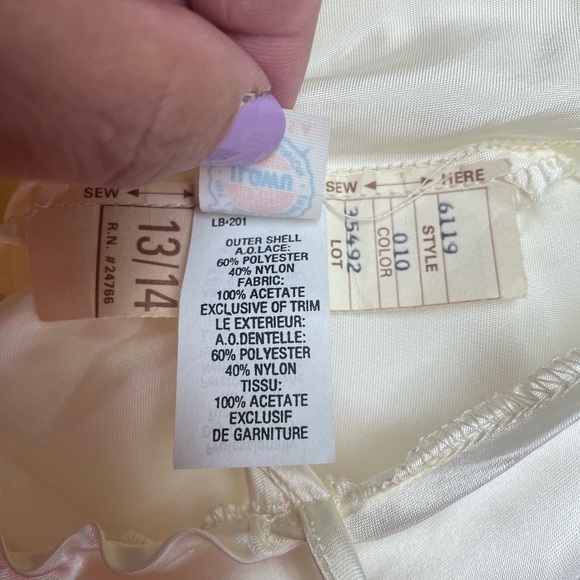 SEW
SEW HERE
R.N. #24766
13/14
35492
LOT
010
COLOR
6119
STYLE
LB-201
OUTER SHELL
A.O.LACE:
60% POLYESTER
40% NYLON
FABRIC:
100% ACETATE
EXCLUSIVE OF TRIM
LE EXTERIEUR:
A.O.DENTELLE:
60% POLYESTER
40% NYLON
TISSU:
100% ACETATE
EXCLUSIF
DE GARNITURE